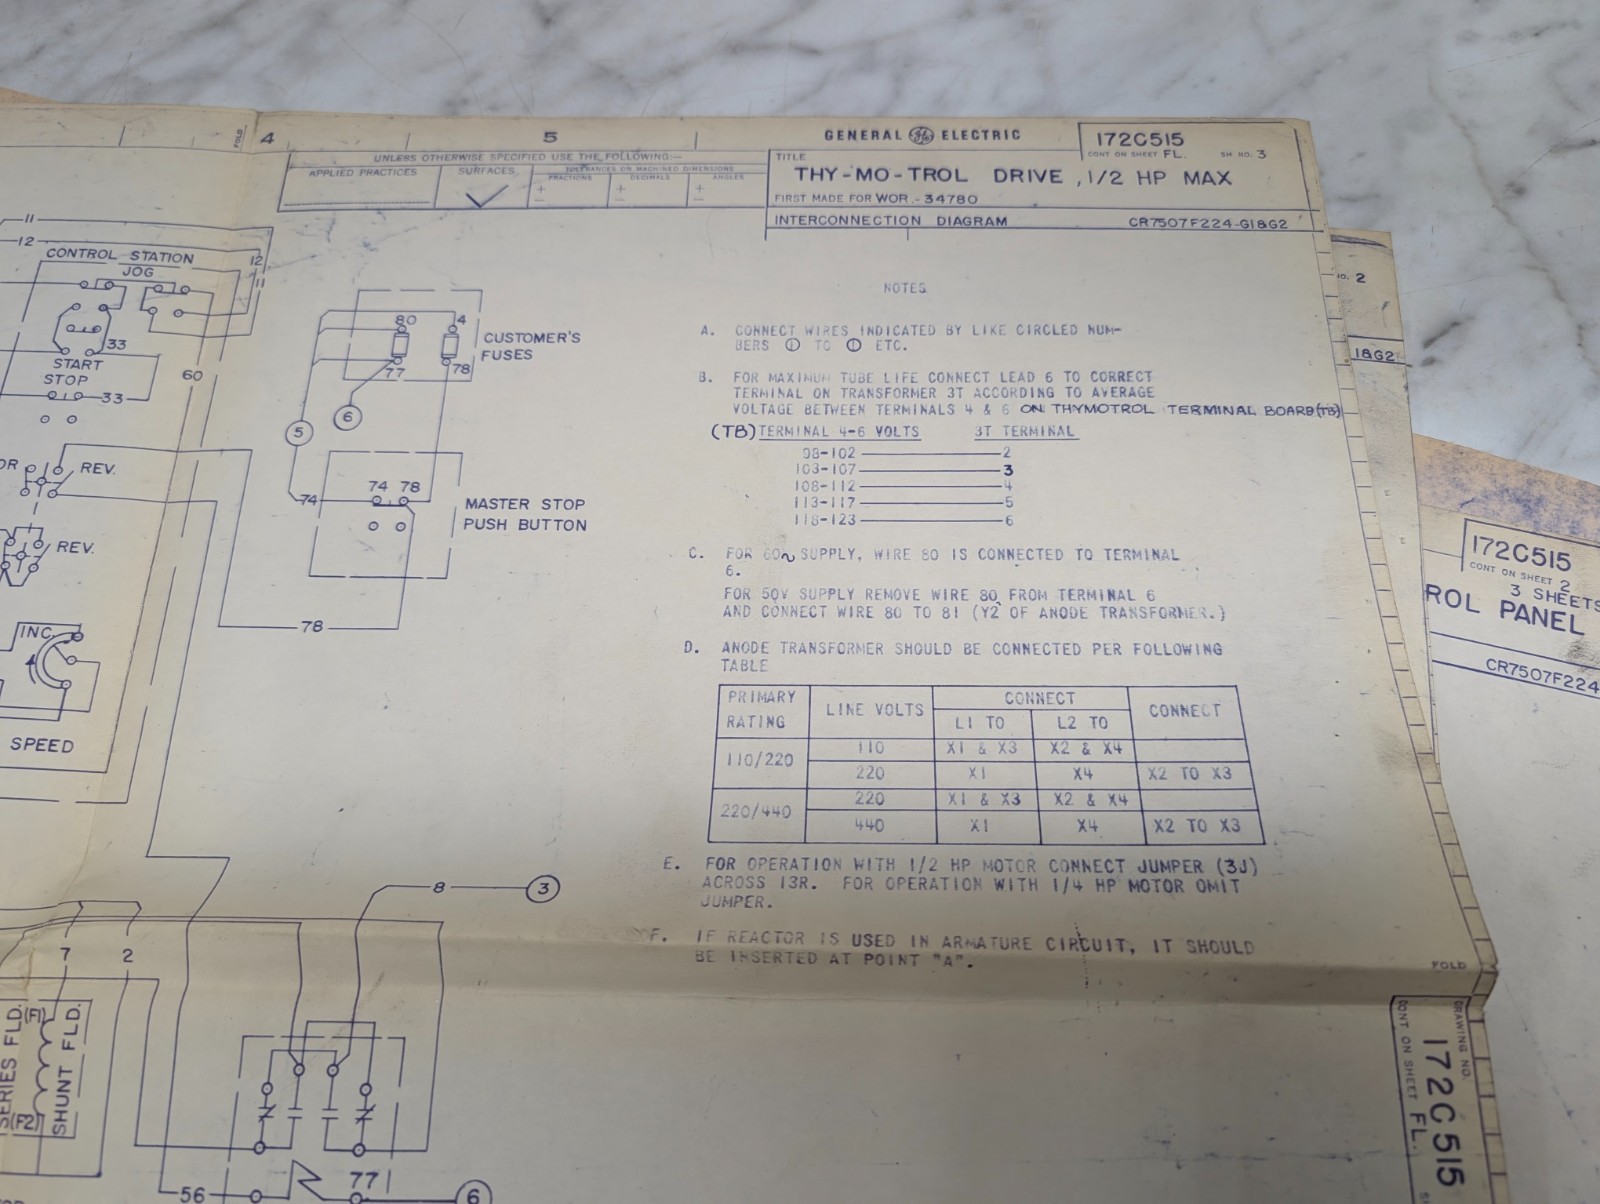 FOLD
4
5
GENERAL GE ELECTRIC
172C515
CONT ON SHEET FL. SH NO. 3
UNLESS OTHERWISE SPECIFIED USE THE FOLLOWING:—
APPLIED PRACTICES
SURFACES
TOLERANCES ON MACHINED DIMENSIONS
FRACTIONS
DECIMALS
ANGLES
+
−
+
−
+
−
TITLE
THY-MO-TROL DRIVE, 1/2 HP MAX
FIRST MADE FOR WOR.-34780
INTERCONNECTION DIAGRAM CR7507F224-G1&G2
11
12
CONTROL STATION
JOG
12
11
33
START
STOP
33
60
REV.
REV.
INC.
SPEED
80
4
CUSTOMER'S
FUSES
77
78
6
5
74
74 78
MASTER STOP
PUSH BUTTON
78
NOTES
A. CONNECT WIRES INDICATED BY LIKE CIRCLED NUM-
BERS ① TO ① ETC.
B. FOR MAXIMUM TUBE LIFE CONNECT LEAD 6 TO CORRECT
TERMINAL ON TRANSFORMER 3T ACCORDING TO AVERAGE
VOLTAGE BETWEEN TERMINALS 4 & 6 ON THYMOTROL TERMINAL BOARD(TB)
(TB) TERMINAL 4-6 VOLTS 3T TERMINAL
98-102 2
103-107 3
108-112 4
113-117 5
118-123 6
C. FOR 60~ SUPPLY, WIRE 80 IS CONNECTED TO TERMINAL
6.
FOR 50V SUPPLY REMOVE WIRE 80 FROM TERMINAL 6
AND CONNECT WIRE 80 TO 81 (Y2 OF ANODE TRANSFORMER.)
D. ANODE TRANSFORMER SHOULD BE CONNECTED PER FOLLOWING
TABLE
PRIMARY
RATING
LINE VOLTS
CONNECT
CONNECT
L1 TO L2 TO
110/220
110 X1 & X3 X2 & X4
220 X1 X4 X2 TO X3
220/440
220 X1 & X3 X2 & X4
440 X1 X4 X2 TO X3
E. FOR OPERATION WITH 1/2 HP MOTOR CONNECT JUMPER (3J)
ACROSS 13R. FOR OPERATION WITH 1/4 HP MOTOR OMIT
JUMPER.
F. IF REACTOR IS USED IN ARMATURE CIRCUIT, IT SHOULD
BE INSERTED AT POINT "A".
8
3
7
2
SERIES FLD.
(F1)
(F2)
SHUNT FLD.
56
77
6
FOLD
DRAWING NO.
172C515
CONT ON SHEET FL.
2
1&G2
172C515
CONT ON SHEET 2
3 SHEETS
ROL PANEL
CR7507F224